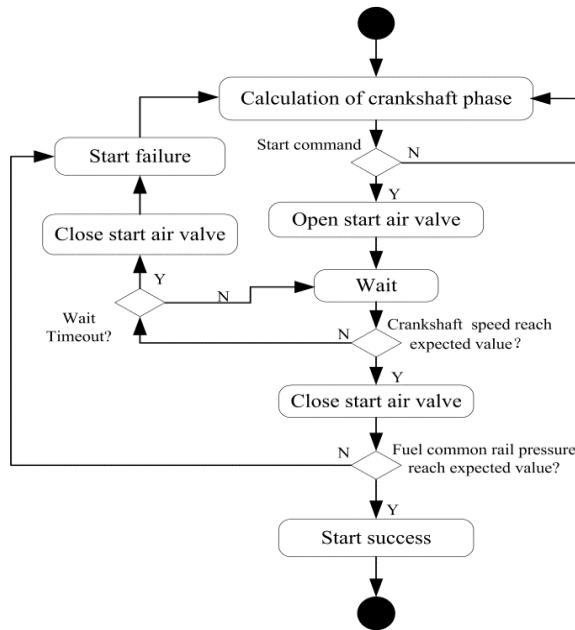 Calculation of crankshaft phase
Start command
N
Start failure
Y
Open start air valve
Close start air valve
Y
N
Wait
Wait
Timeout?
N
Crankshaft speed reach
expected value?
Y
Close start air valve
N
Fuel common rail pressure
reach expected value?
Y
Start success